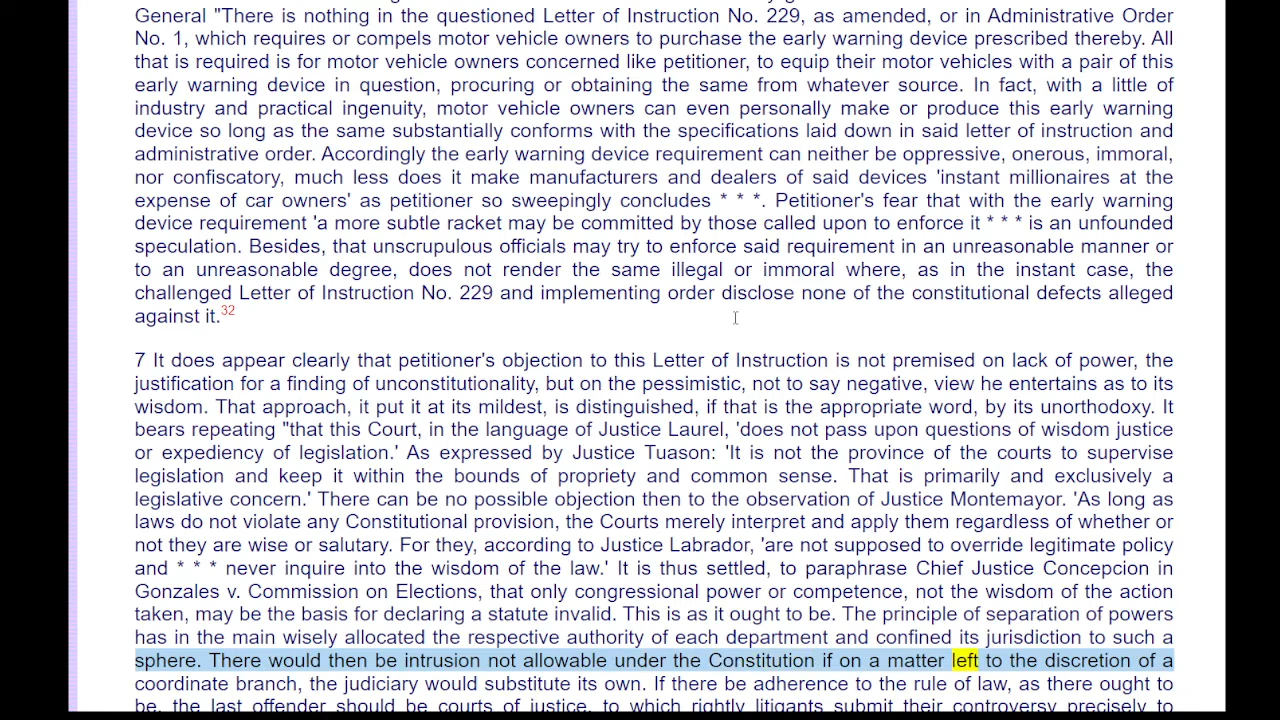 General "There is nothing in the questioned Letter of Instruction No. 229, as amended, or in Administrative Order
No. 1, which requires or compels motor vehicle owners to purchase the early warning device prescribed thereby. All
that is required is for motor vehicle owners concerned like petitioner, to equip their motor vehicles with a pair of this
early warning device in question, procuring or obtaining the same from whatever source. In fact, with a little of
industry and practical ingenuity, motor vehicle owners can even personally make or produce this early warning
device so long as the same substantially conforms with the specifications laid down in said letter of instruction and
administrative order. Accordingly the early warning device requirement can neither be oppressive, onerous, immoral,
nor confiscatory, much less does it make manufacturers and dealers of said devices 'instant millionaires at the
expense of car owners' as petitioner so sweepingly concludes * * *. Petitioner's fear that with the early warning
device requirement 'a more subtle racket may be committed by those called upon to enforce it * * * is an unfounded
speculation. Besides, that unscrupulous officials may try to enforce said requirement in an unreasonable manner or
to an unreasonable degree, does not render the same illegal or immoral where, as in the instant case, the
challenged Letter of Instruction No. 229 and implementing order disclose none of the constitutional defects alleged
against it.32
7 It does appear clearly that petitioner's objection to this Letter of Instruction is not premised on lack of power, the
justification for a finding of unconstitutionality, but on the pessimistic, not to say negative, view he entertains as to its
wisdom. That approach, it put it at its mildest, is distinguished, if that is the appropriate word, by its unorthodoxy. It
bears repeating "that this Court, in the language of Justice Laurel, 'does not pass upon questions of wisdom justice
or expediency of legislation.' As expressed by Justice Tuason: 'It is not the province of the courts to supervise
legislation and keep it within the bounds of propriety and common sense. That is primarily and exclusively a
legislative concern.' There can be no possible objection then to the observation of Justice Montemayor. 'As long as
laws do not violate any Constitutional provision, the Courts merely interpret and apply them regardless of whether or
not they are wise or salutary. For they, according to Justice Labrador, 'are not supposed to override legitimate policy
and * * * never inquire into the wisdom of the law.' It is thus settled, to paraphrase Chief Justice Concepcion in
Gonzales v. Commission on Elections, that only congressional power or competence, not the wisdom of the action
taken, may be the basis for declaring a statute invalid. This is as it ought to be. The principle of separation of powers
has in the main wisely allocated the respective authority of each department and confined its jurisdiction to such a
sphere. There would then be intrusion not allowable under the Constitution if on a matter left to the discretion of a
coordinate branch, the judiciary would substitute its own. If there be adherence to the rule of law, as there ought to
be, the last offender should be courts of justice, to which rightly litigants submit their controversy precisely to